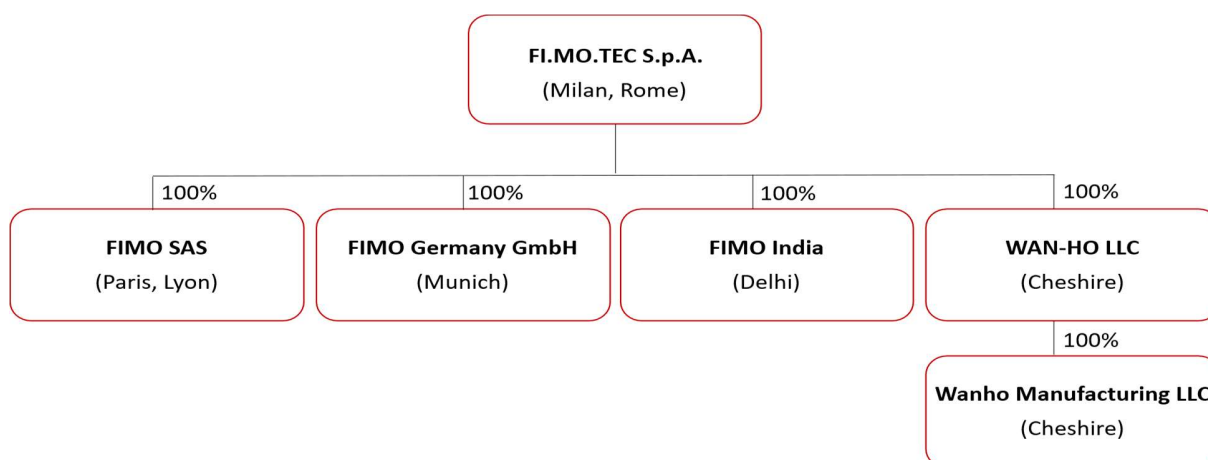 FI.MO.TEC S.p.A.
(Milan, Rome)
100%
100%
100%
100%
FIMO SAS
(Paris, Lyon)
FIMO Germany GmbH
(Munich)
FIMO India
(Delhi)
WAN-HO LLC
(Cheshire)
100%
Wanho Manufacturing LLC
(Cheshire)